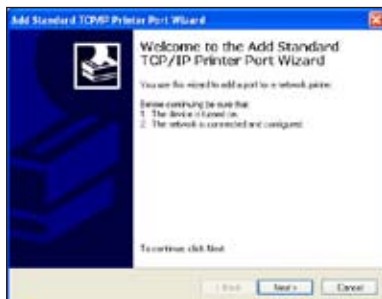 Add Standard TCP/IP Printer Port Wizard
Welcome to the Add Standard
TCP/IP Printer Port Wizard
You use this wizard to add a port for a network printer.
Before continuing be sure that:
1. The device is turned on.
2. The network is connected and configured.
To continue, click Next.
< Back
Next >
Cancel